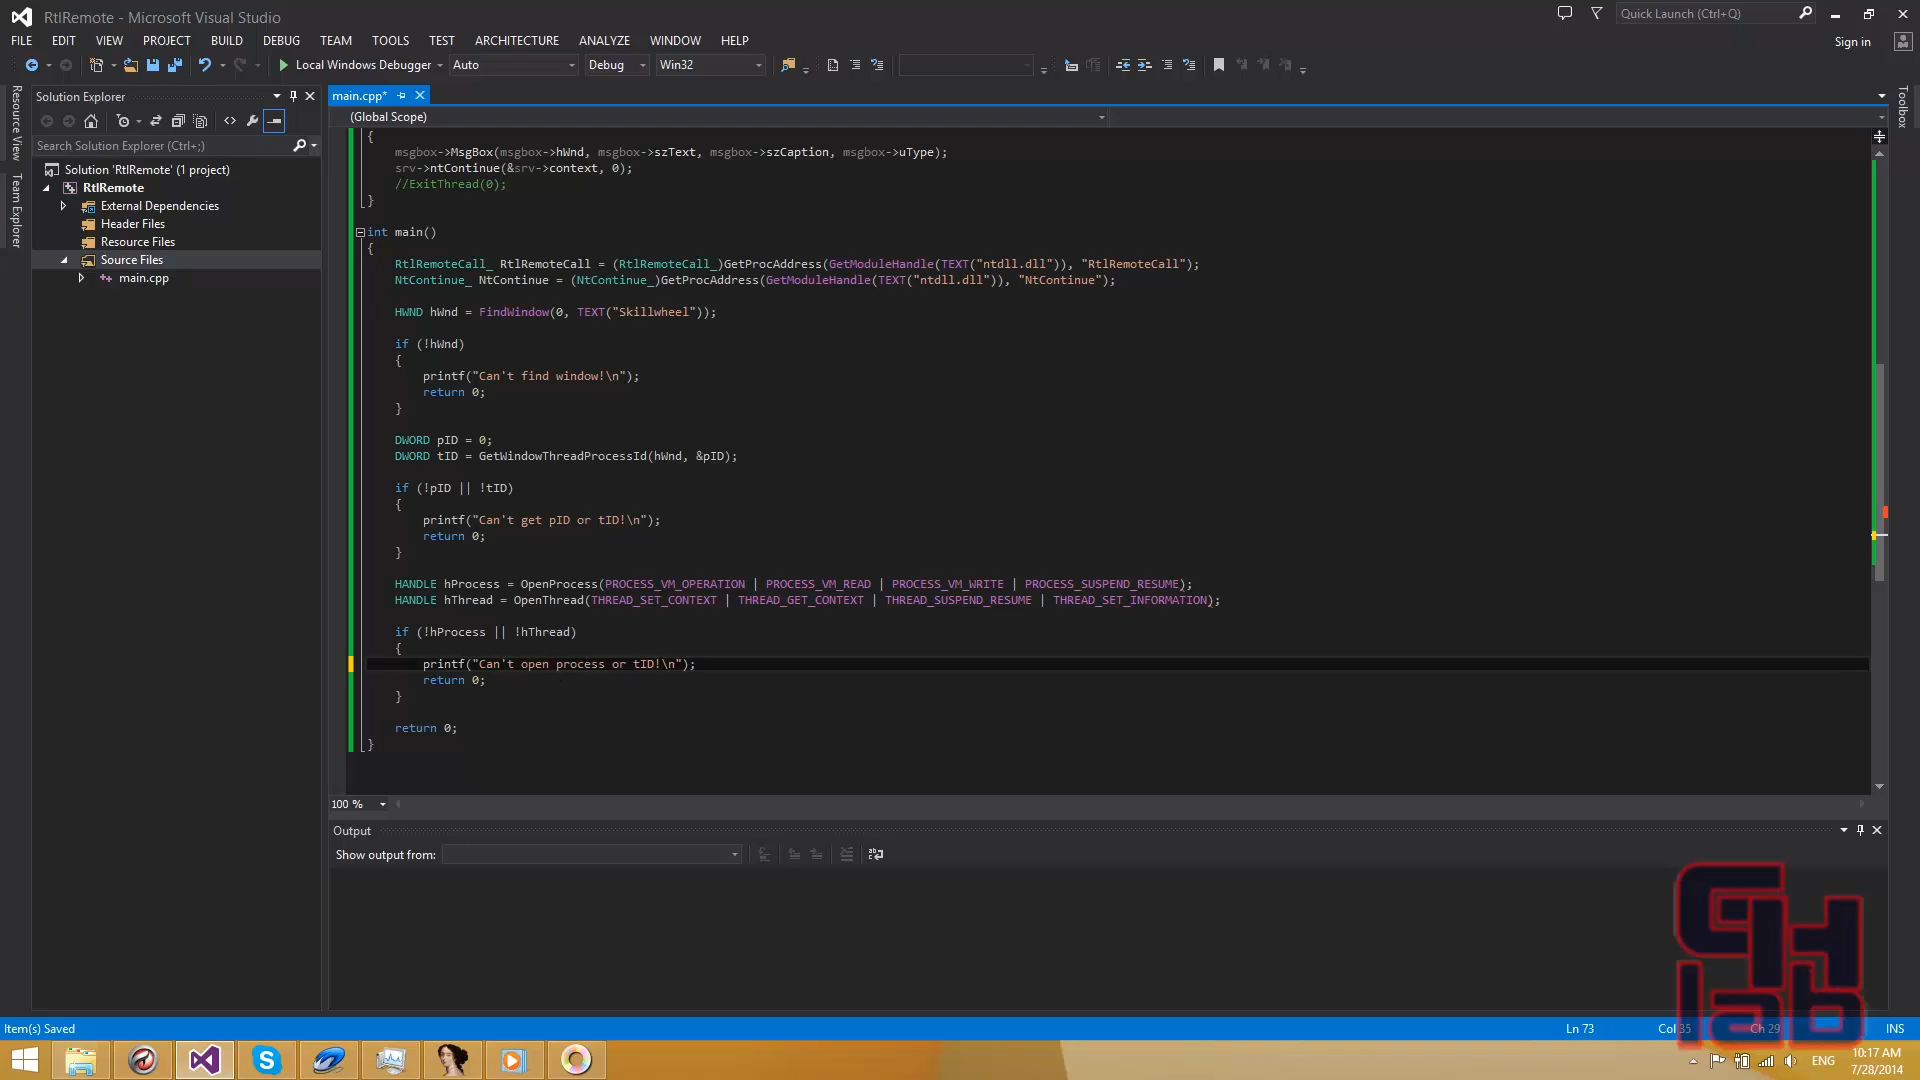 RtlRemote - Microsoft Visual Studio
Quick Launch (Ctrl+Q)
FILE EDIT VIEW PROJECT BUILD DEBUG TEAM TOOLS TEST ARCHITECTURE ANALYZE WINDOW HELP
Sign in
Local Windows Debugger Auto Debug Win32
Resource View
Team Explorer
Solution Explorer
Search Solution Explorer (Ctrl+;)
Solution 'RtlRemote' (1 project)
RtlRemote
External Dependencies
Header Files
Resource Files
Source Files
main.cpp
main.cpp*
Toolbox
(Global Scope)
{
msgbox->MsgBox(msgbox->hWnd, msgbox->szText, msgbox->szCaption, msgbox->uType);
srv->ntContinue(&srv->context, 0);
//ExitThread(0);
}
int main()
{
RtlRemoteCall_ RtlRemoteCall = (RtlRemoteCall_)GetProcAddress(GetModuleHandle(TEXT("ntdll.dll")), "RtlRemoteCall");
NtContinue_ NtContinue = (NtContinue_)GetProcAddress(GetModuleHandle(TEXT("ntdll.dll")), "NtContinue");
HWND hWnd = FindWindow(0, TEXT("Skillwheel"));
if (!hWnd)
{
printf("Can't find window!\n");
return 0;
}
DWORD pID = 0;
DWORD tID = GetWindowThreadProcessId(hWnd, &pID);
if (!pID || !tID)
{
printf("Can't get pID or tID!\n");
return 0;
}
HANDLE hProcess = OpenProcess(PROCESS_VM_OPERATION | PROCESS_VM_READ | PROCESS_VM_WRITE | PROCESS_SUSPEND_RESUME);
HANDLE hThread = OpenThread(THREAD_SET_CONTEXT | THREAD_GET_CONTEXT | THREAD_SUSPEND_RESUME | THREAD_SET_INFORMATION);
if (!hProcess || !hThread)
{
printf("Can't open process or tID!\n");
return 0;
}
return 0;
}
100 %
Output
Show output from:
CHlab
Item(s) Saved
Ln 73 Col 35 Ch 29 INS
ENG
10:17 AM
7/28/2014